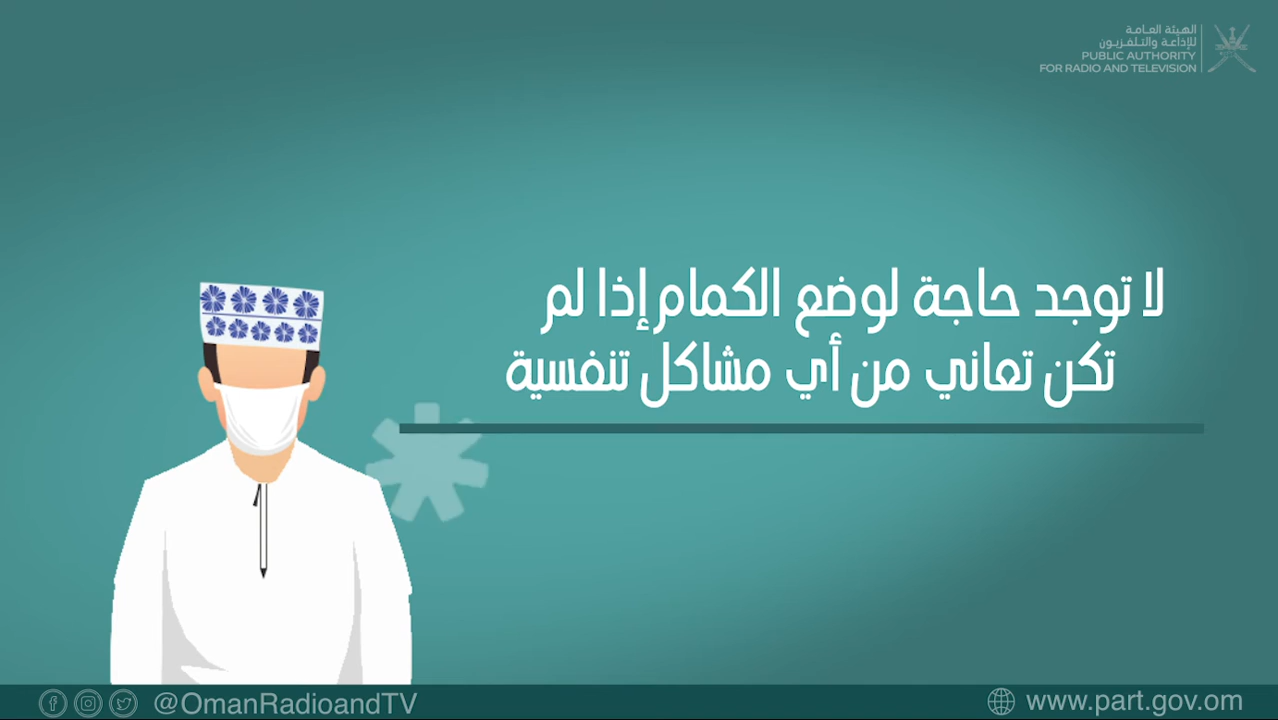 الهيئة العامة
للإذاعة والتلفزيون
PUBLIC AUTHORITY
FOR RADIO AND TELEVISION
لا توجد حاجة لوضع الكمام إذا لم
تكن تعاني من أي مشاكل تنفسية
@OmanRadioandTV
www.part.gov.om